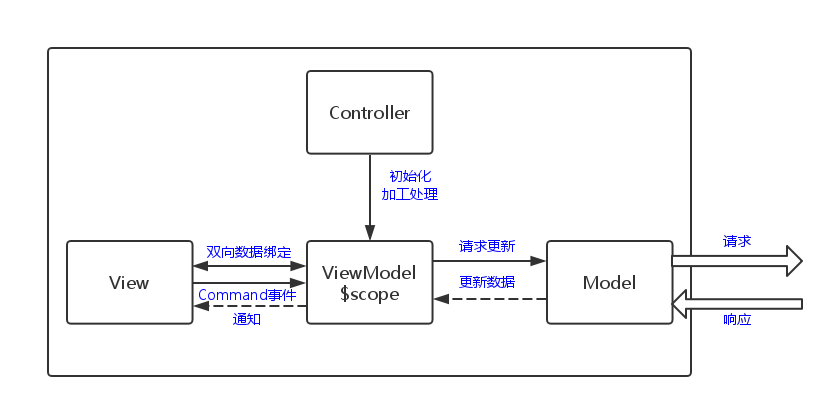 Controller
初始化
加工处理
双向数据绑定
请求更新
请求
View
ViewModel
$scope
Model
Command事件
更新数据
通知
响应